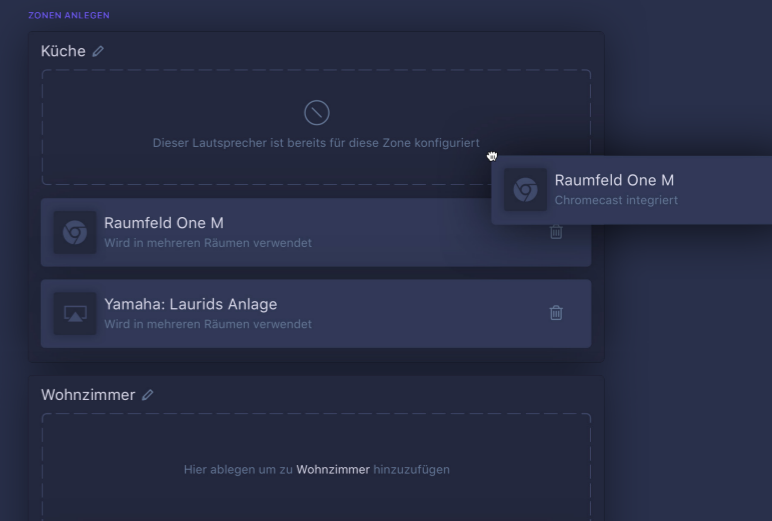 ZONEN ANLEGEN
Küche
Dieser Lautsprecher ist bereits für diese Zone konfiguriert
Raumfeld One M
Chromecast integriert
Raumfeld One M
Wird in mehreren Räumen verwendet
Yamaha: Laurids Anlage
Wird in mehreren Räumen verwendet
Wohnzimmer
Hier ablegen um zu Wohnzimmer hinzuzufügen